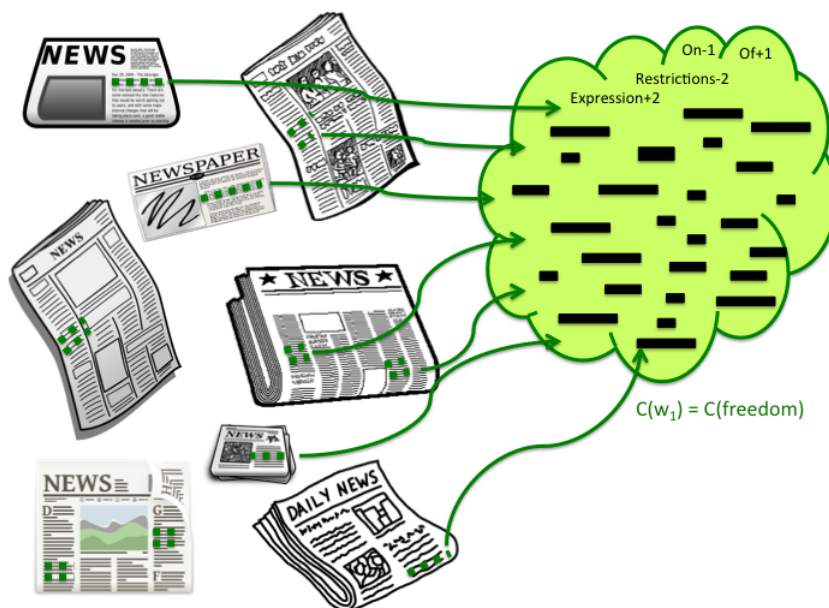 NEWS
On-1
Of+1
Restrictions-2
Expression+2
NEWSPAPER
NEWS
NEWS
C(w₁) = C(freedom)
NEWS
NEWS
D
G
F
DAILY NEWS